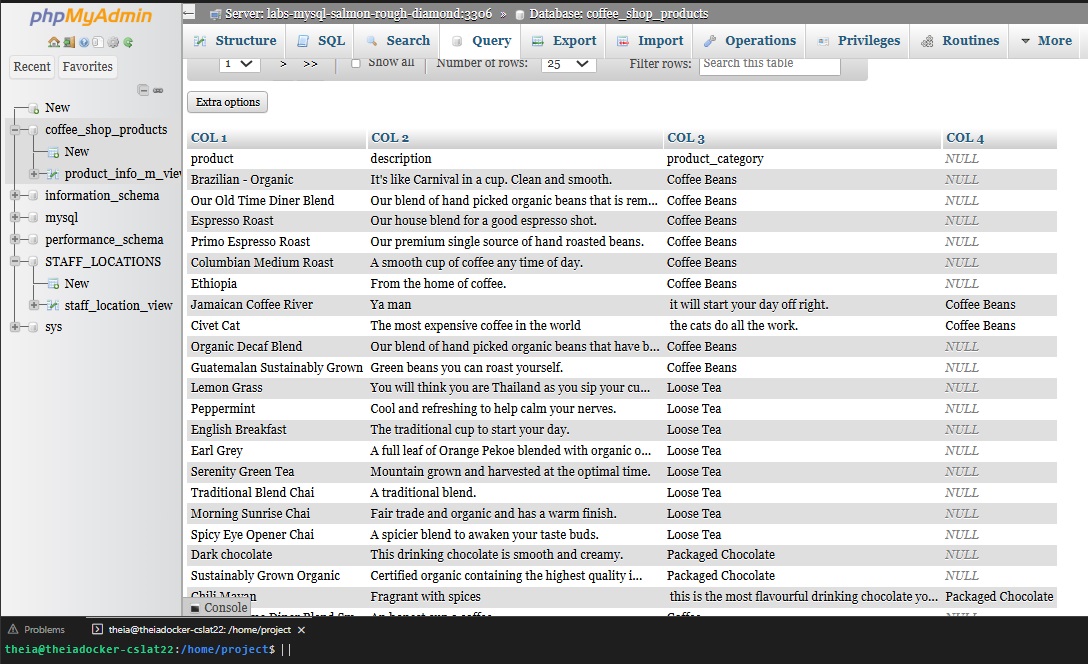 phpMyAdmin
Recent Favorites
New
coffee_shop_products
New
product_info_m_vie
information_schema
mysql
performance_schema
STAFF_LOCATIONS
New
staff_location_view
sys
Server: labs-mysql-salmon-rough-diamond:3306 » Database: coffee_shop_products
Structure SQL Search Query Export Import Operations Privileges Routines More
1 > >> Show all Number of rows: 25 Filter rows: Search this table
Extra options
COL 1 COL 2 COL 3 COL 4
product description product_category NULL
Brazilian - Organic It's like Carnival in a cup. Clean and smooth. Coffee Beans NULL
Our Old Time Diner Blend Our blend of hand picked organic beans that is rem... Coffee Beans NULL
Espresso Roast Our house blend for a good espresso shot. Coffee Beans NULL
Primo Espresso Roast Our premium single source of hand roasted beans. Coffee Beans NULL
Columbian Medium Roast A smooth cup of coffee any time of day. Coffee Beans NULL
Ethiopia From the home of coffee. Coffee Beans NULL
Jamaican Coffee River Ya man it will start your day off right. Coffee Beans
Civet Cat The most expensive coffee in the world the cats do all the work. Coffee Beans
Organic Decaf Blend Our blend of hand picked organic beans that have b... Coffee Beans NULL
Guatemalan Sustainably Grown Green beans you can roast yourself. Coffee Beans NULL
Lemon Grass You will think you are Thailand as you sip your cu... Loose Tea NULL
Peppermint Cool and refreshing to help calm your nerves. Loose Tea NULL
English Breakfast The traditional cup to start your day. Loose Tea NULL
Earl Grey A full leaf of Orange Pekoe blended with organic o... Loose Tea NULL
Serenity Green Tea Mountain grown and harvested at the optimal time. Loose Tea NULL
Traditional Blend Chai A traditional blend. Loose Tea NULL
Morning Sunrise Chai Fair trade and organic and has a warm finish. Loose Tea NULL
Spicy Eye Opener Chai A spicier blend to awaken your taste buds. Loose Tea NULL
Dark chocolate This drinking chocolate is smooth and creamy. Packaged Chocolate NULL
Sustainably Grown Organic Certified organic containing the highest quality i... Packaged Chocolate NULL
Chili Mayan Fragrant with spices this is the most flavourful drinking chocolate yo... Packaged Chocolate
Console
Problems theia@theiadocker-cslat22: /home/project ×
theia@theiadocker-cslat22:/home/project$